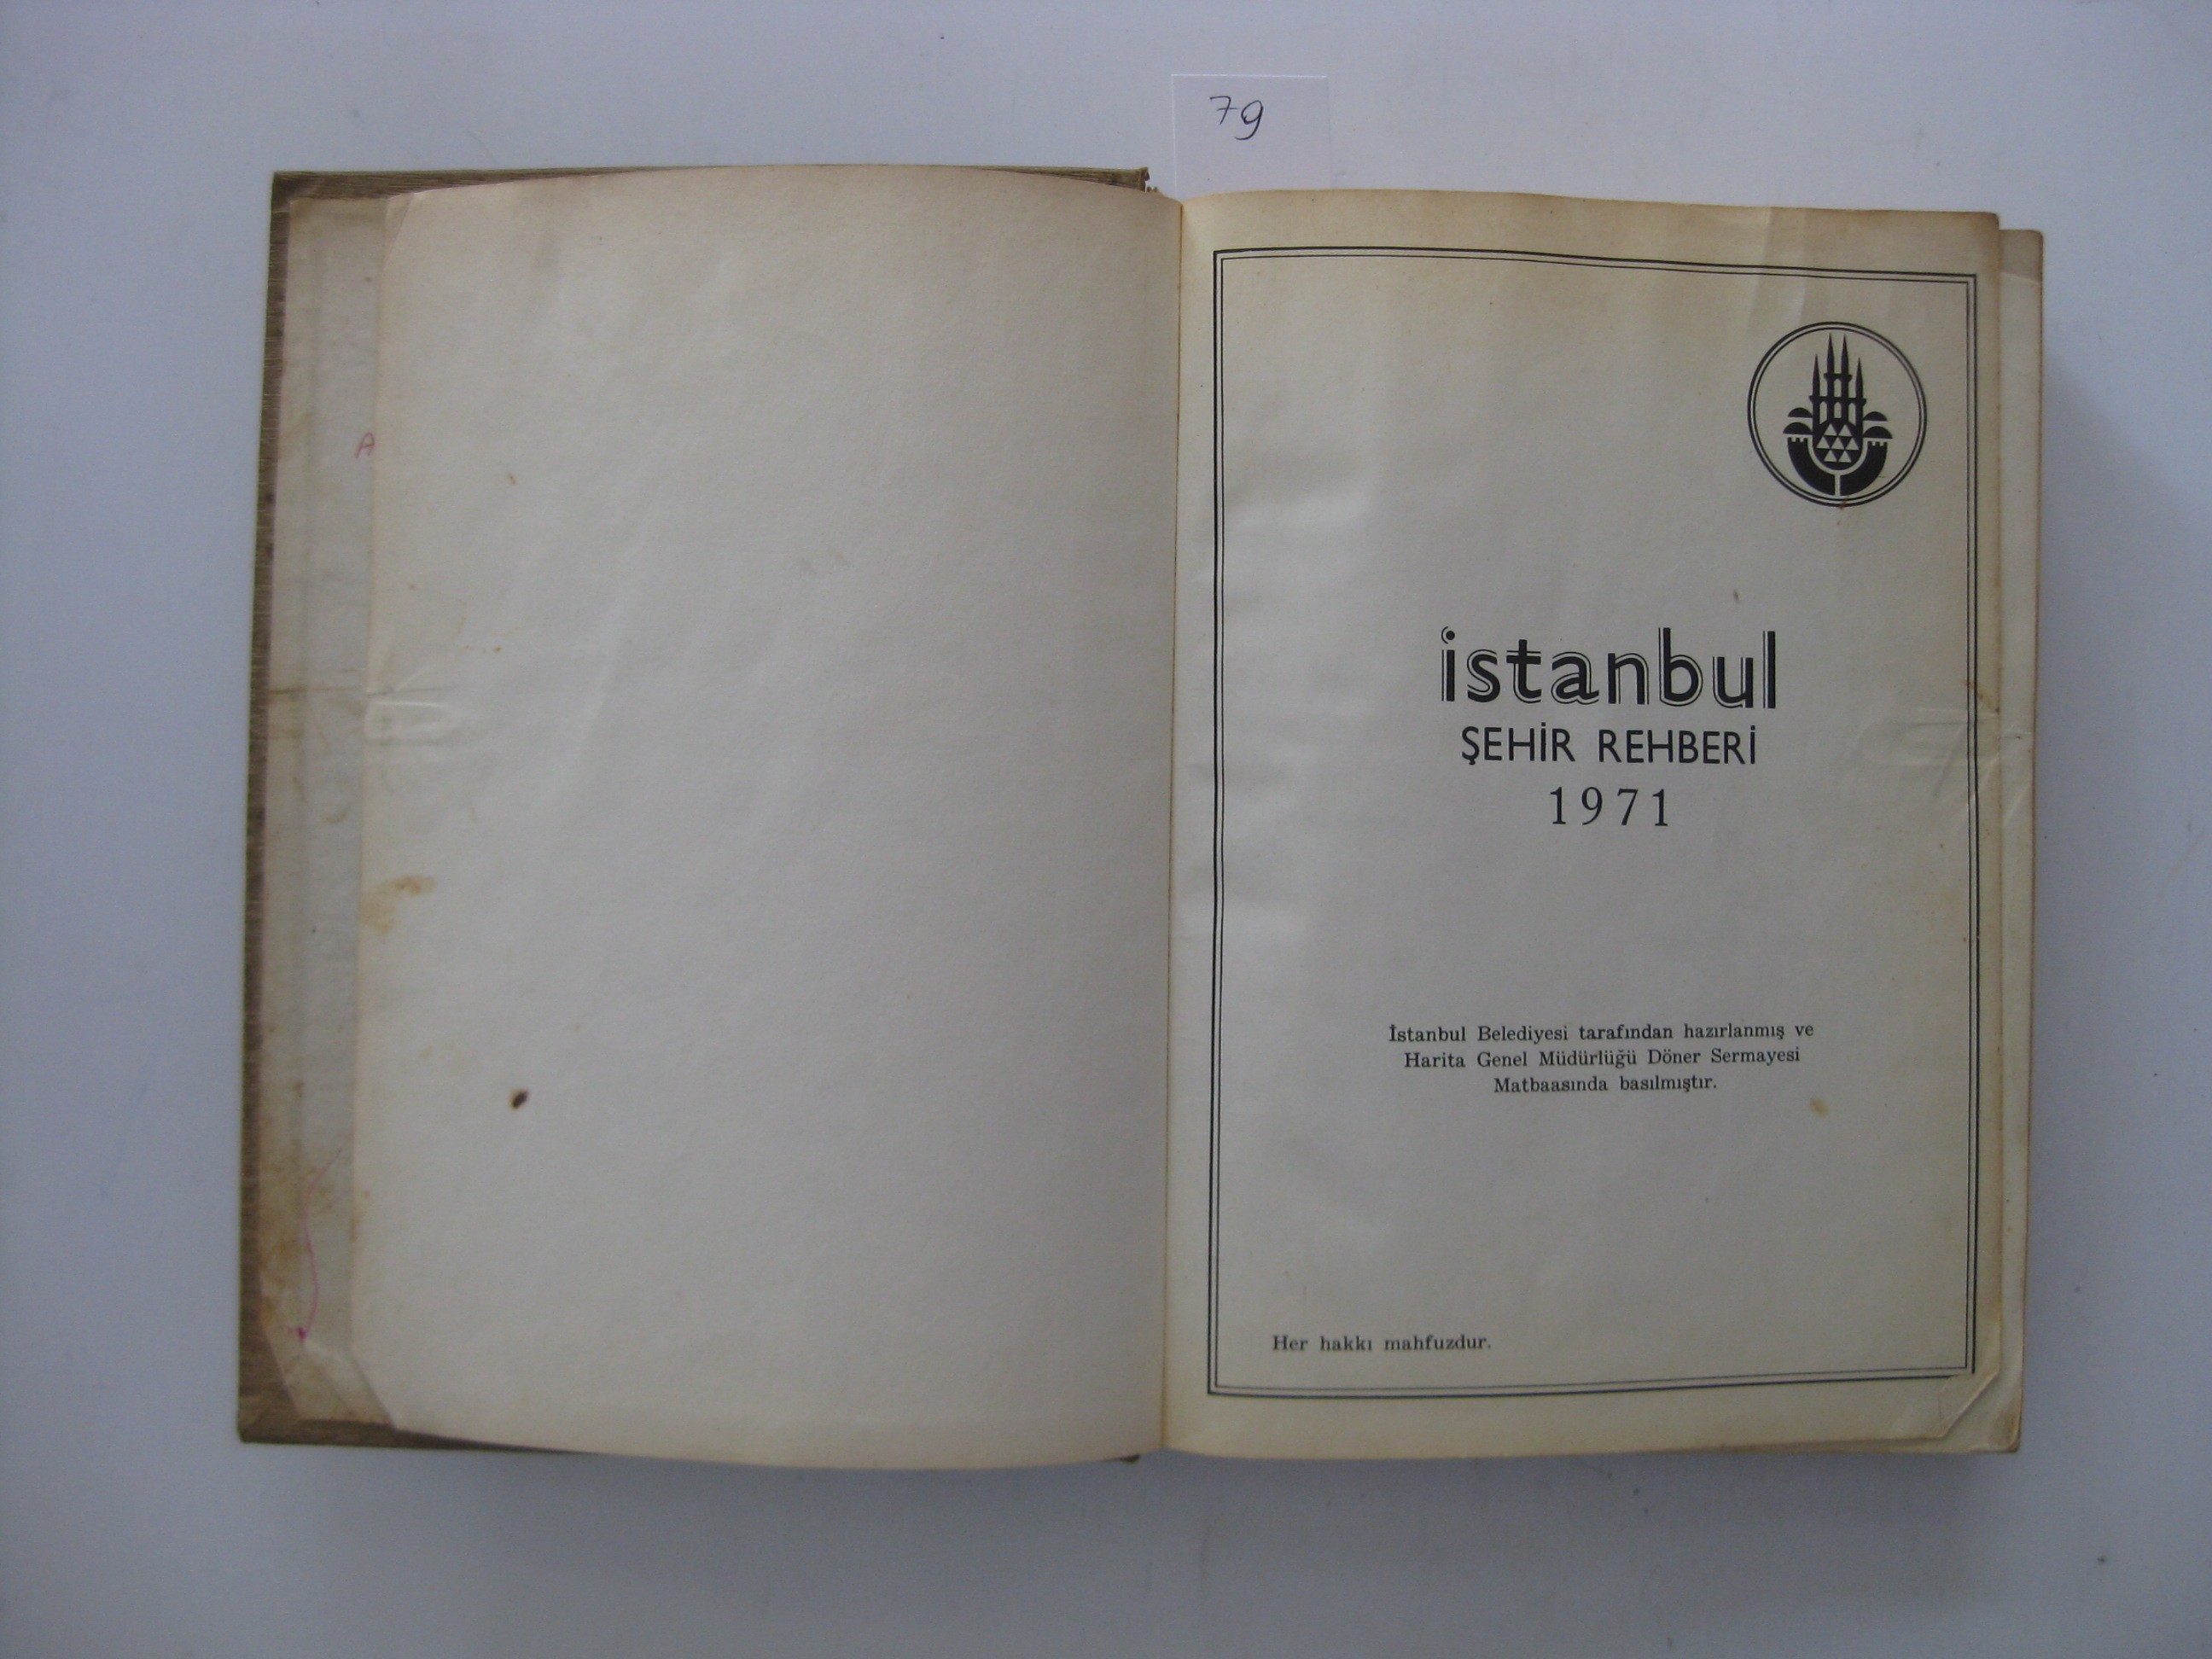 79
A
istanbul
ŞEHİR REHBERİ
1971
İstanbul Belediyesi tarafından hazırlanmış ve
Harita Genel Müdürlüğü Döner Sermayesi
Matbaasında basılmıştır.
Her hakkı mahfuzdur.